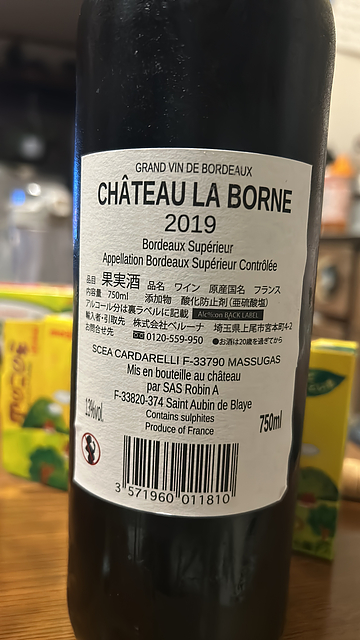 GRAND VIN DE BORDEAUX
CHÂTEAU LA BORNE
2019
Bordeaux Supérieur
Appellation Bordeaux Supérieur Contrôlée
品目 果実酒 品名 ワイン 原産国名 フランス
内容量 750ml 添加物 酸化防止剤(亜硫酸塩)
アルコール分は裏ラベルに記載 Alc%on BACK LABEL
輸入者・引取先 株式会社ベルーナ 埼玉県上尾市宮本町4-2
お問合せ先 0120-559-950 ●お酒は20歳を過ぎてから
SCEA CARDARELLI F-33790 MASSUGAS
Mis en bouteille au château
par SAS Robin A
F-33820-374 Saint Aubin de Blaye
13%vol
Contains sulphites
Produce of France
750ml
3 571960 011810